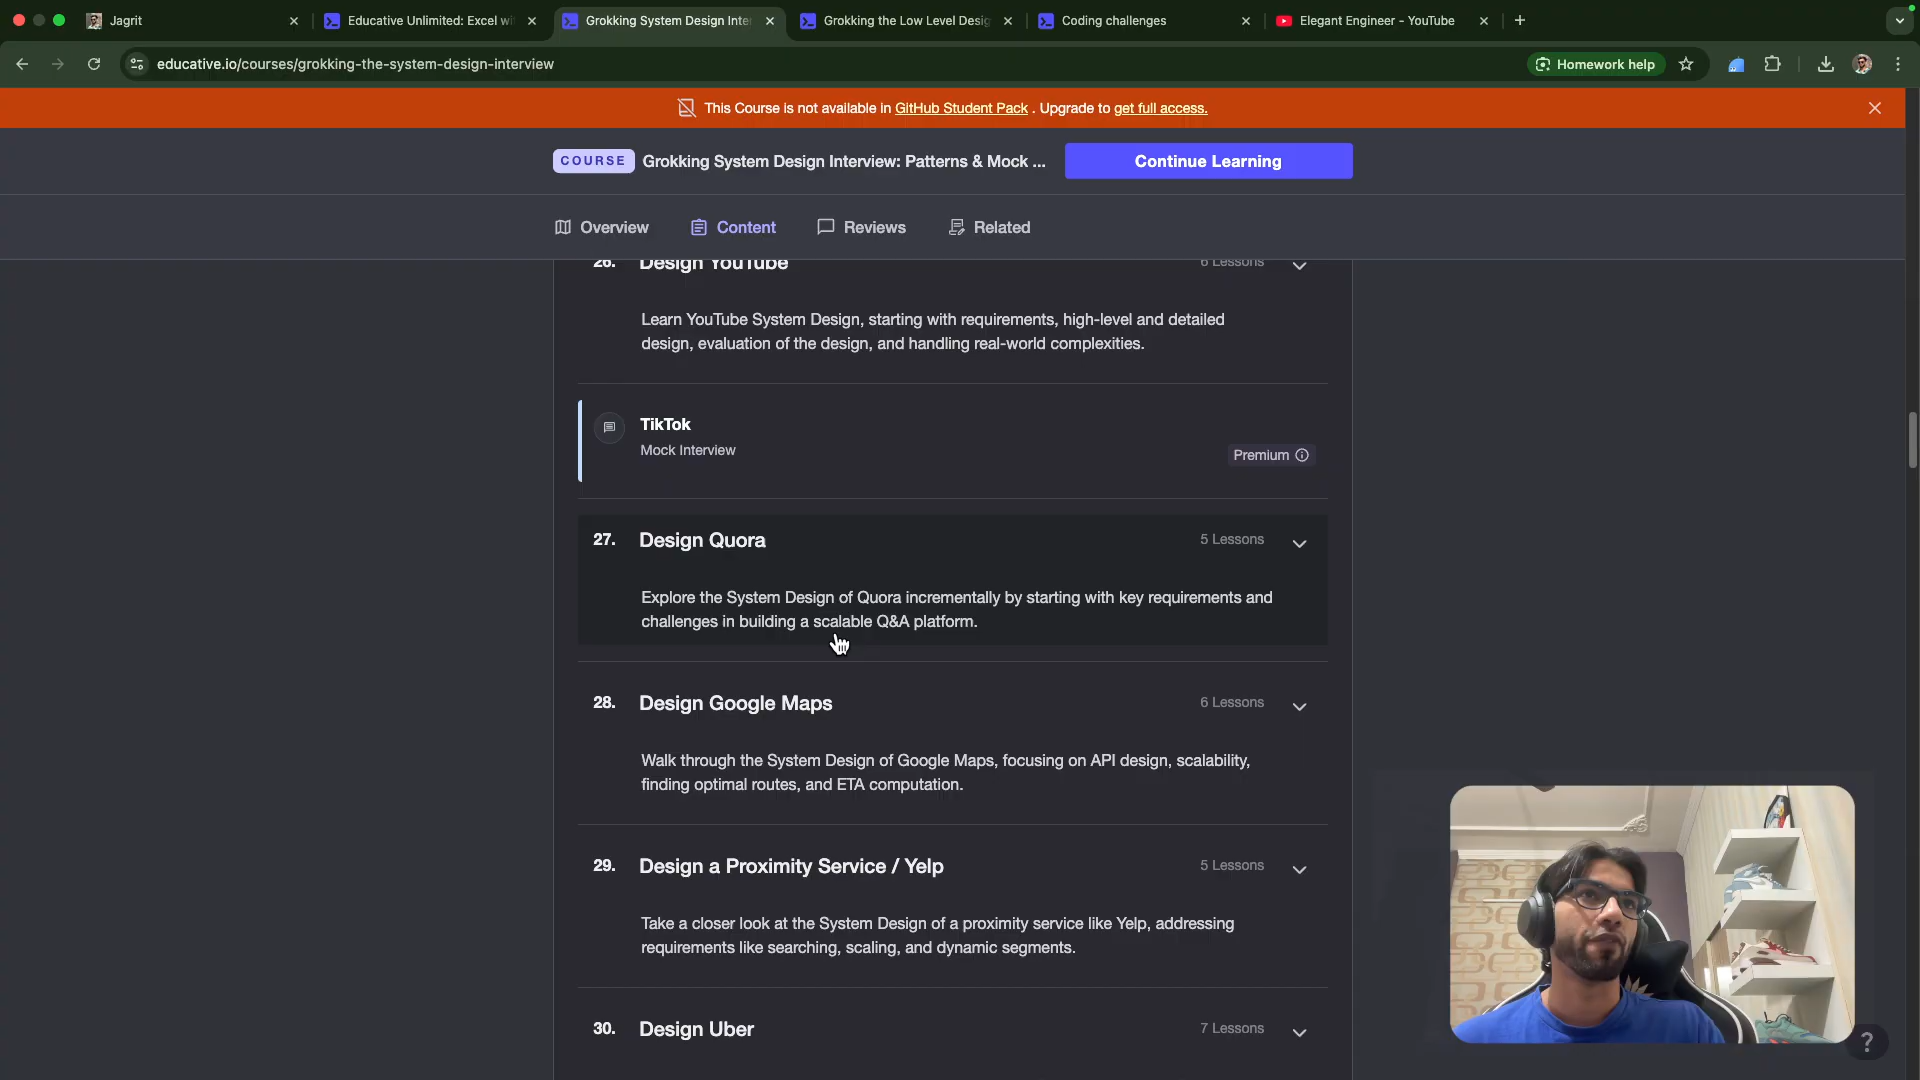 Jagrit
Educative Unlimited: Excel wi
Grokking System Design Inter
Grokking the Low Level Desig
Coding challenges
Elegant Engineer - YouTube
educative.io/courses/grokking-the-system-design-interview
Homework help
This Course is not available in GitHub Student Pack . Upgrade to get full access.
COURSE
Grokking System Design Interview: Patterns & Mock ...
Continue Learning
Overview
Content
Reviews
Related
26. Design YouTube
6 Lessons
Learn YouTube System Design, starting with requirements, high-level and detailed
design, evaluation of the design, and handling real-world complexities.
TikTok
Mock Interview
Premium
27. Design Quora
5 Lessons
Explore the System Design of Quora incrementally by starting with key requirements and
challenges in building a scalable Q&A platform.
28. Design Google Maps
6 Lessons
Walk through the System Design of Google Maps, focusing on API design, scalability,
finding optimal routes, and ETA computation.
29. Design a Proximity Service / Yelp
5 Lessons
Take a closer look at the System Design of a proximity service like Yelp, addressing
requirements like searching, scaling, and dynamic segments.
30. Design Uber
7 Lessons
?